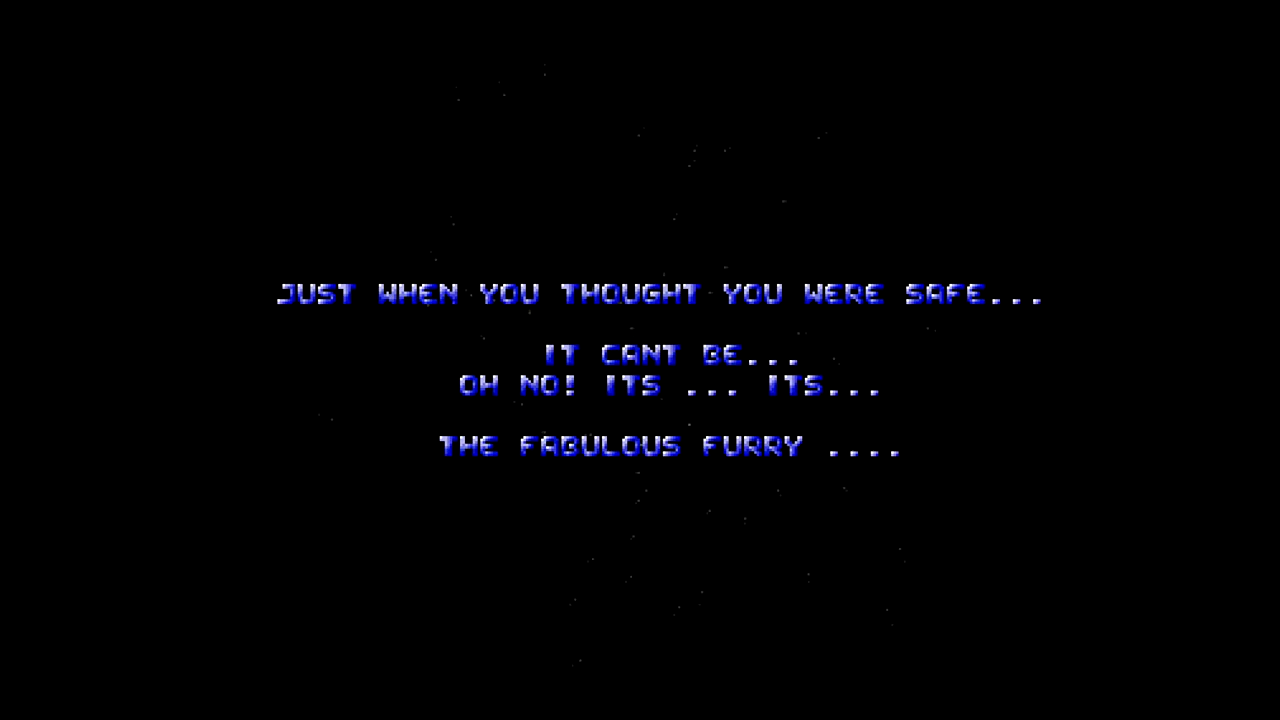 JUST WHEN YOU THOUGHT YOU WERE SAFE...
IT CANT BE...
OH NO! ITS ... ITS...
THE FABULOUS FURRY ....